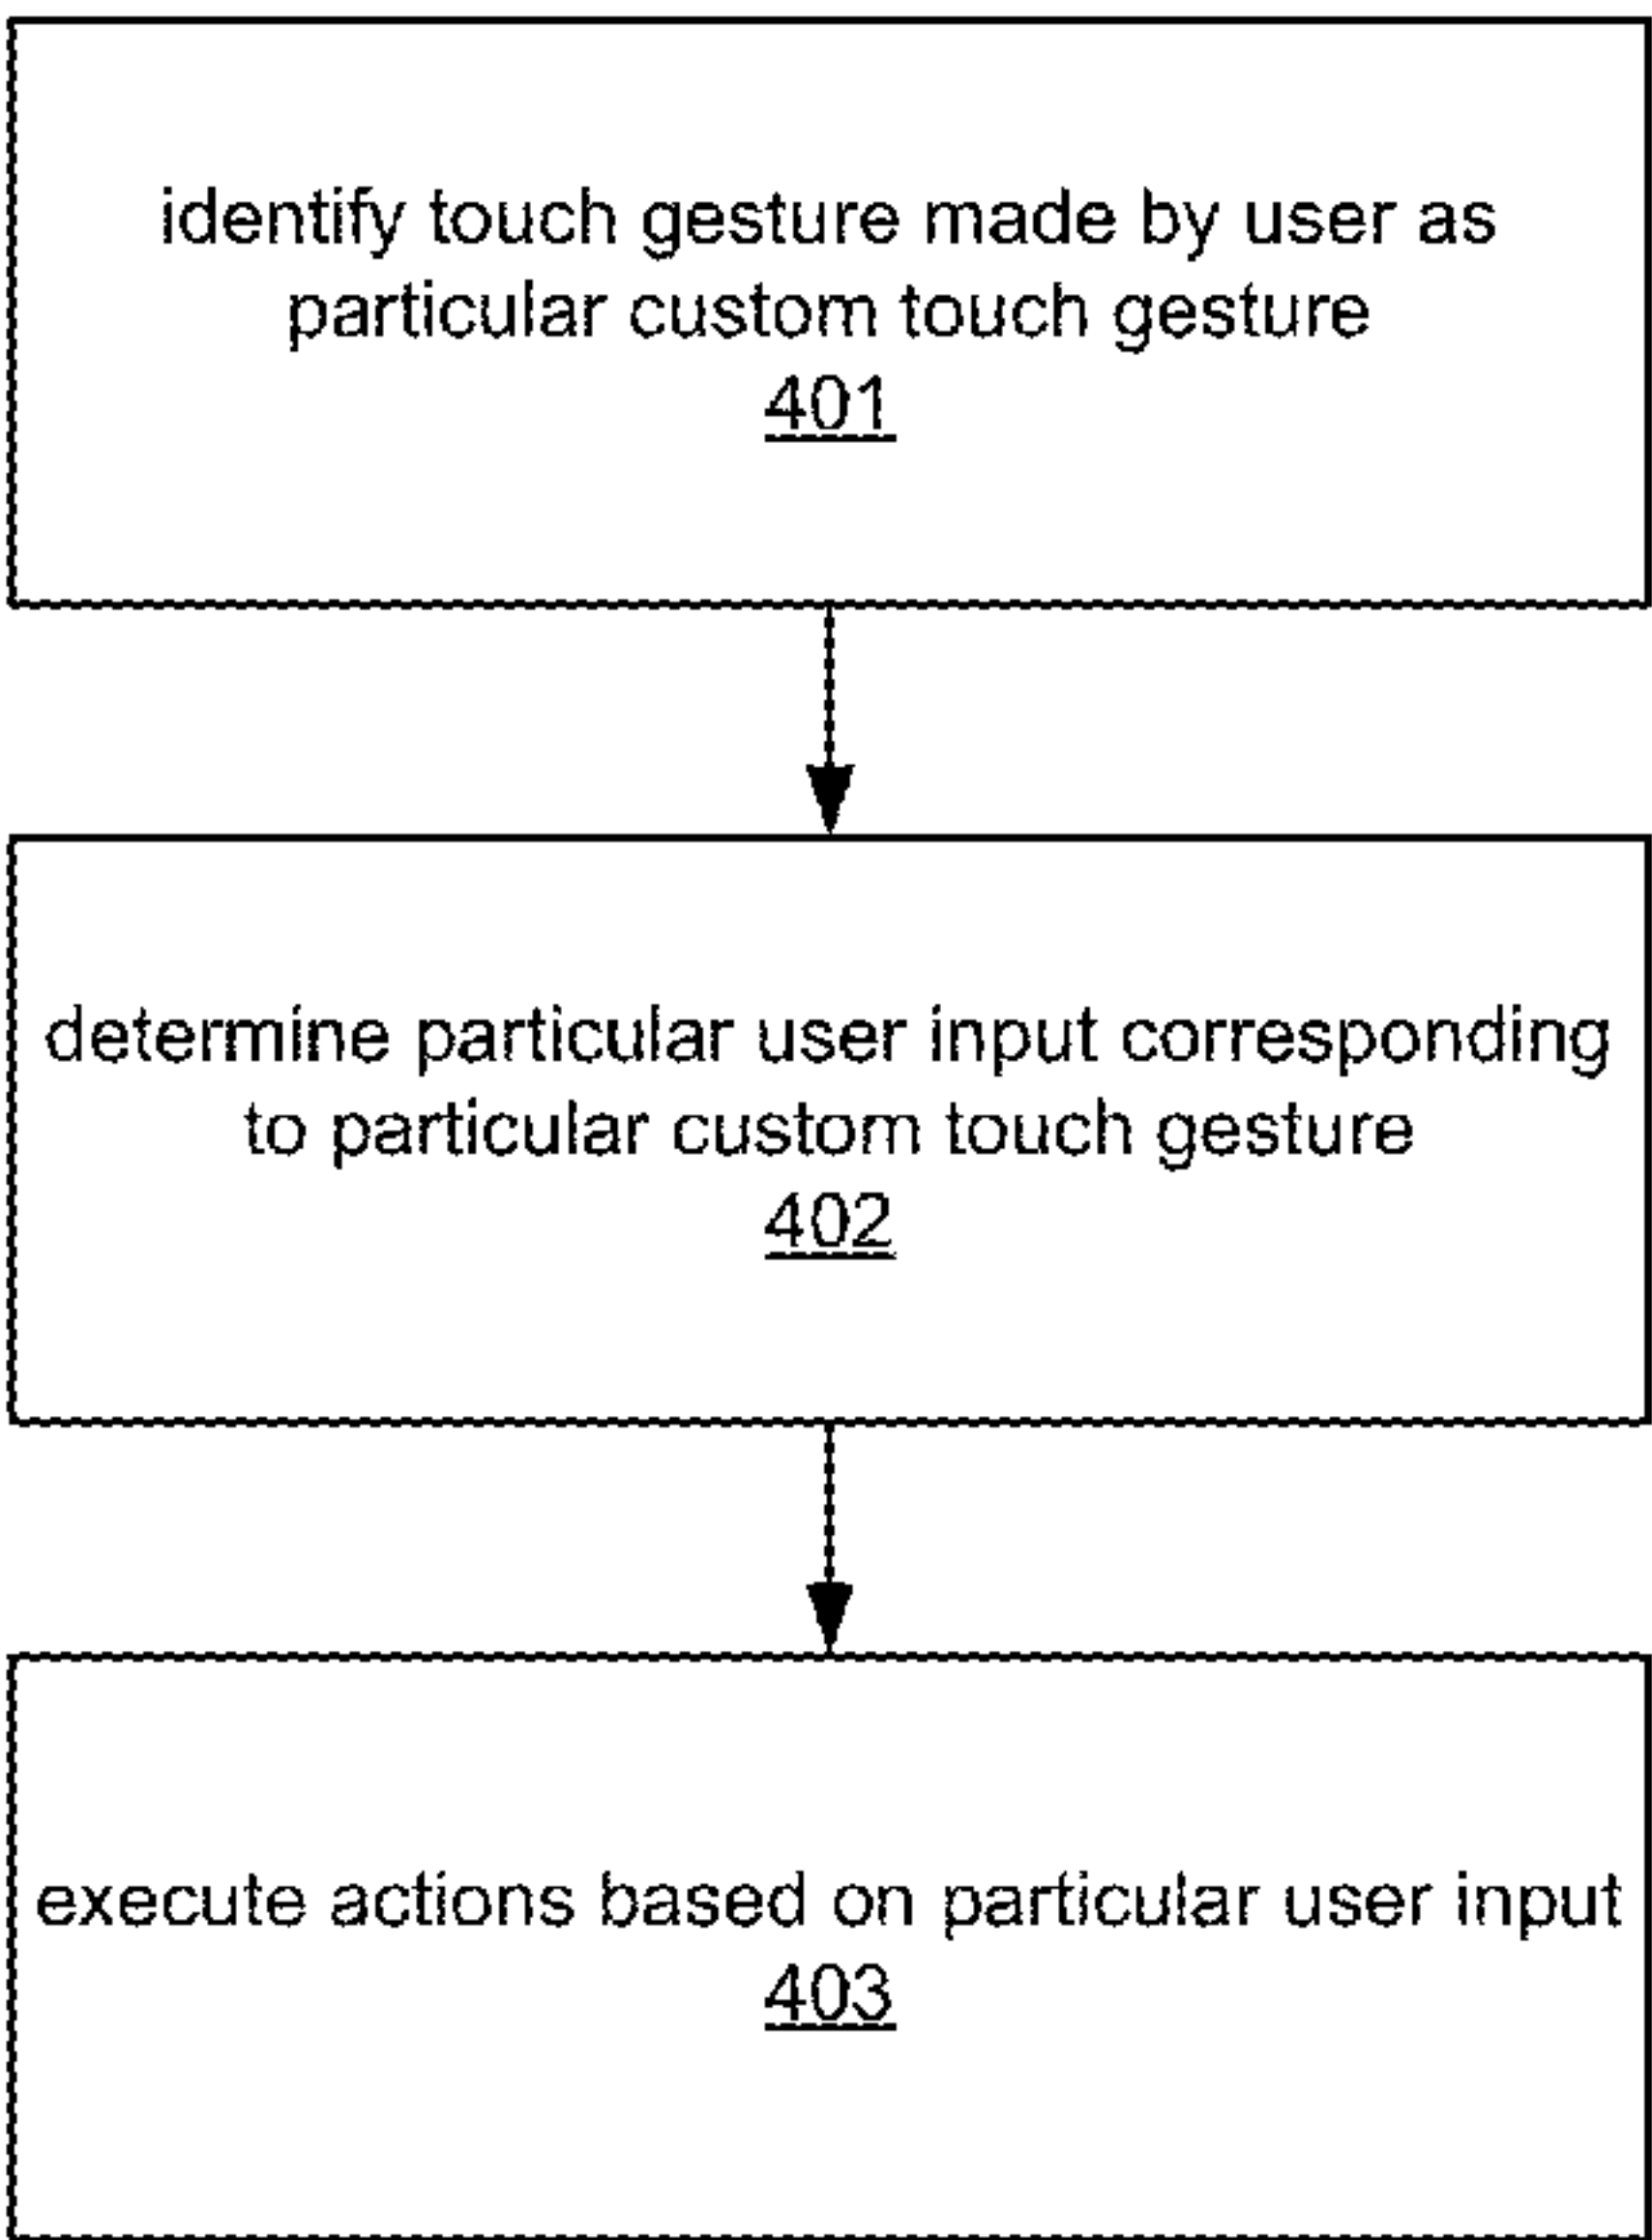 identify touch gesture made by user as
particular custom touch gesture
401
determine particular user input corresponding
to particular custom touch gesture
402
execute actions based on particular user input
403